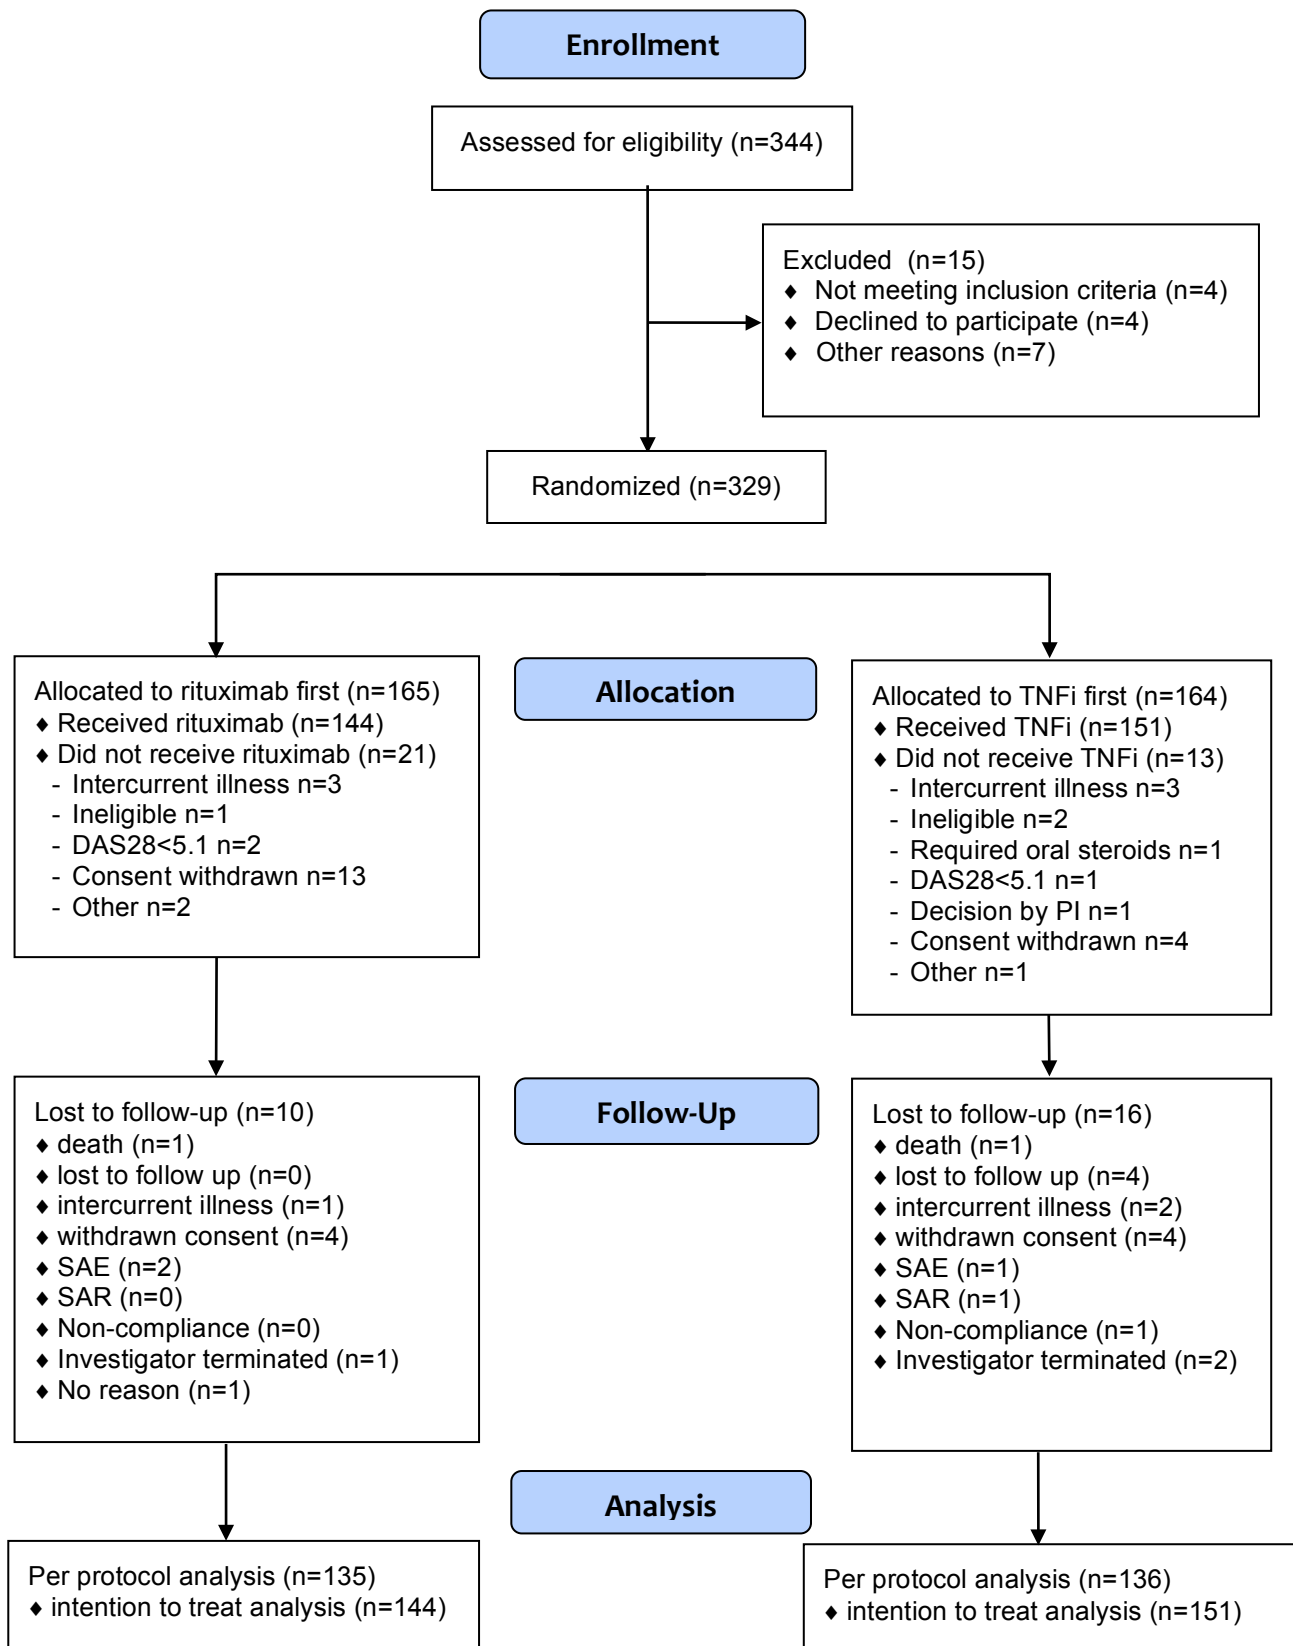 Enrollment
Assessed for eligibility (n=344)
Excluded  (n=15)
♦ Not meeting inclusion criteria (n=4)
♦ Declined to participate (n=4)
♦ Other reasons (n=7)
Randomized (n=329)
Allocation
Allocated to rituximab first (n=165)
♦ Received rituximab (n=144)
♦ Did not receive rituximab (n=21)
- Intercurrent illness n=3
- Ineligible n=1
- DAS28<5.1 n=2
- Consent withdrawn n=13
- Other n=2
Allocated to TNFi first (n=164)
♦ Received TNFi (n=151)
♦ Did not receive TNFi (n=13)
- Intercurrent illness n=3
- Ineligible n=2
- Required oral steroids n=1
- DAS28<5.1 n=1
- Decision by PI n=1
- Consent withdrawn n=4
- Other n=1
Follow-Up
Lost to follow-up (n=10)
♦ death (n=1)
♦ lost to follow up (n=0)
♦ intercurrent illness (n=1)
♦ withdrawn consent (n=4)
♦ SAE (n=2)
♦ SAR (n=0)
♦ Non-compliance (n=0)
♦ Investigator terminated (n=1)
♦ No reason (n=1)
Lost to follow-up (n=16)
♦ death (n=1)
♦ lost to follow up (n=4)
♦ intercurrent illness (n=2)
♦ withdrawn consent (n=4)
♦ SAE (n=1)
♦ SAR (n=1)
♦ Non-compliance (n=1)
♦ Investigator terminated (n=2)
Analysis
Per protocol analysis (n=135)
♦ intention to treat analysis (n=144)
Per protocol analysis (n=136)
♦ intention to treat analysis (n=151)